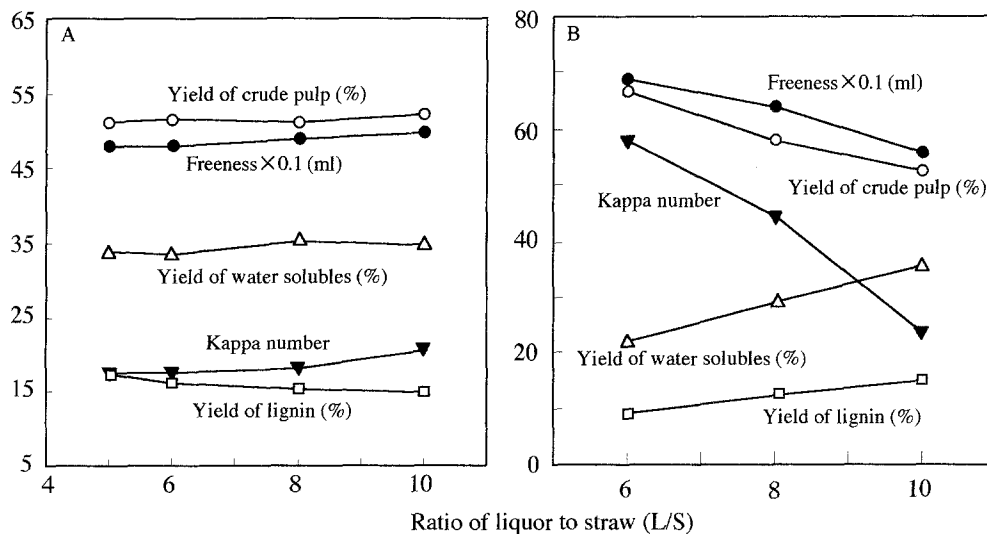 A
65
55
45
35
25
15
5
4
6
8
10
Yield of crude pulp (%)
Freeness×0.1 (ml)
Yield of water solubles (%)
Kappa number
Yield of lignin (%)
B
80
60
40
20
0
6
8
10
Freeness×0.1 (ml)
Yield of crude pulp (%)
Kappa number
Yield of water solubles (%)
Yield of lignin (%)
Ratio of liquor to straw (L/S)